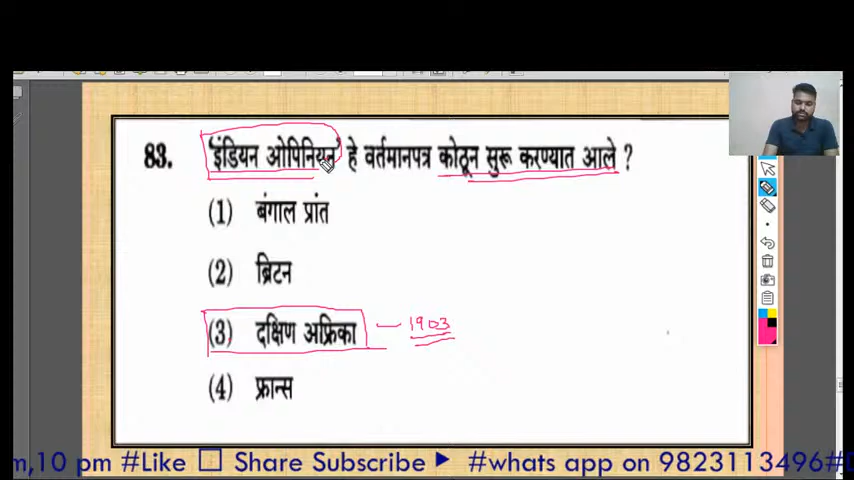 83. 'इंडियन ओपिनियन' हे वर्तमानपत्र कोठून सुरू करण्यात आले ?
(1) बंगाल प्रांत
(2) ब्रिटन
(3) दक्षिण अफ्रिका — 1903
(4) फ्रान्स
m,10 pm #Like ☐ Share Subscribe ▶ #whats app on 9823113496#